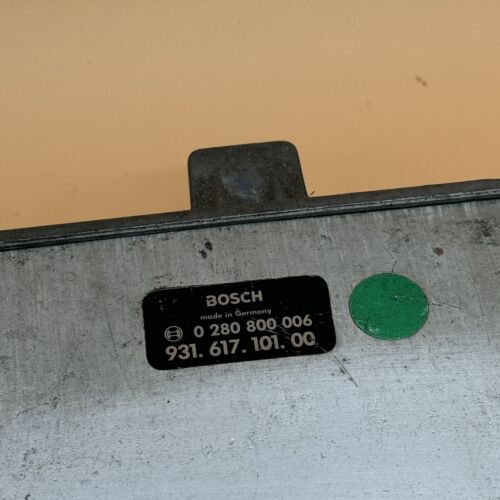 BOSCH
made in Germany
0 280 800 006
931. 617. 101. 00